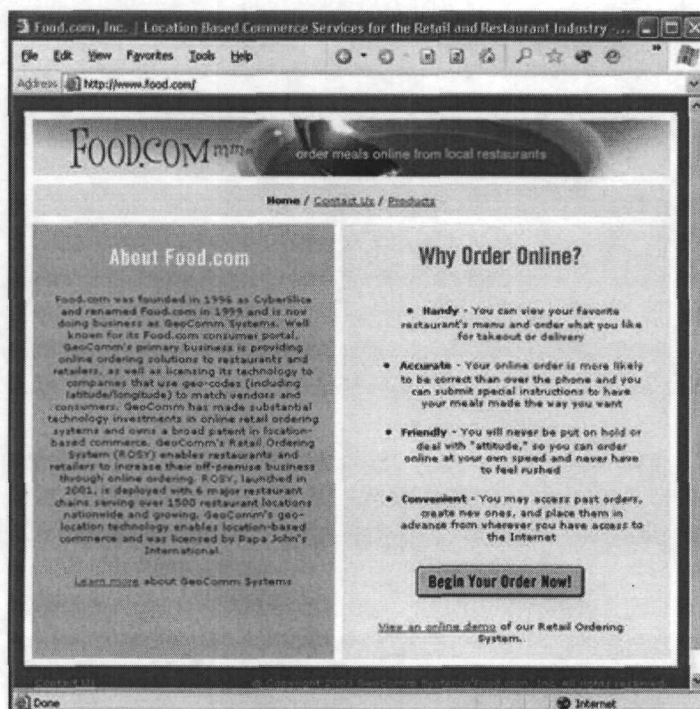 Food.com, Inc. | Location Based Commerce Services for the Retail and Restaurant Industry - ...
File Edit View Favorites Tools Help
Address http://www.food.com/
FOOD.COM mmm
order meals online from local restaurants
Home / Contact Us / Products
About Food.com
Food.com was founded in 1996 as CyberSlice
and renamed Food.com in 1999 and is now
doing business as GeoComm Systems. Well
known for its Food.com consumer portal,
GeoComm's primary business is providing
online ordering solutions to restaurants and
retailers, as well as licensing its technology to
companies that use geo-codes (including
latitude/longitude) to match vendors and
consumers. GeoComm has made substantial
technology investments in online retail ordering
systems and owns a broad patent in location-
based commerce. GeoComm's Retail Ordering
System (ROSY) enables restaurants and
retailers to increase their off-premise business
through online ordering. ROSY, launched in
2001, is deployed with 6 major restaurant
chains serving over 1500 restaurant locations
nationwide and growing. GeoComm's geo-
location technology enables location-based
commerce and was licensed by Papa John's
International.
Learn more about GeoComm Systems
Why Order Online?
• Handy - You can view your favorite
restaurant's menu and order what you like
for takeout or delivery
• Accurate - Your online order is more likely
to be correct than over the phone and you
can submit special instructions to have
your meals made the way you want
• Friendly - You will never be put on hold or
deal with "attitude," so you can order
online at your own speed and never have
to feel rushed
• Convenient - You may access past orders,
create new ones, and place them in
advance from wherever you have access to
the Internet
Begin Your Order Now!
View an online demo of our Retail Ordering
System.
Contact Us
© Copyright 2003 GeoComm Systems/Food.com, Inc. All rights reserved.
Done
Internet